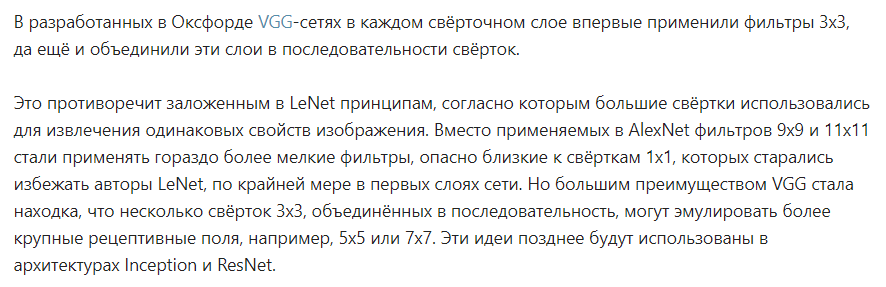 В разработанных в Оксфорде VGG-сетях в каждом свёрточном слое впервые применили фильтры 3x3,
да ещё и объединили эти слои в последовательности свёрток.
Это противоречит заложенным в LeNet принципам, согласно которым большие свёртки использовались
для извлечения одинаковых свойств изображения. Вместо применяемых в AlexNet фильтров 9x9 и 11x11
стали применять гораздо более мелкие фильтры, опасно близкие к свёрткам 1x1, которых старались
избежать авторы LeNet, по крайней мере в первых слоях сети. Но большим преимуществом VGG стала
находка, что несколько свёрток 3x3, объединённых в последовательность, могут эмулировать более
крупные рецептивные поля, например, 5x5 или 7x7. Эти идеи позднее будут использованы в
архитектурах Inception и ResNet.